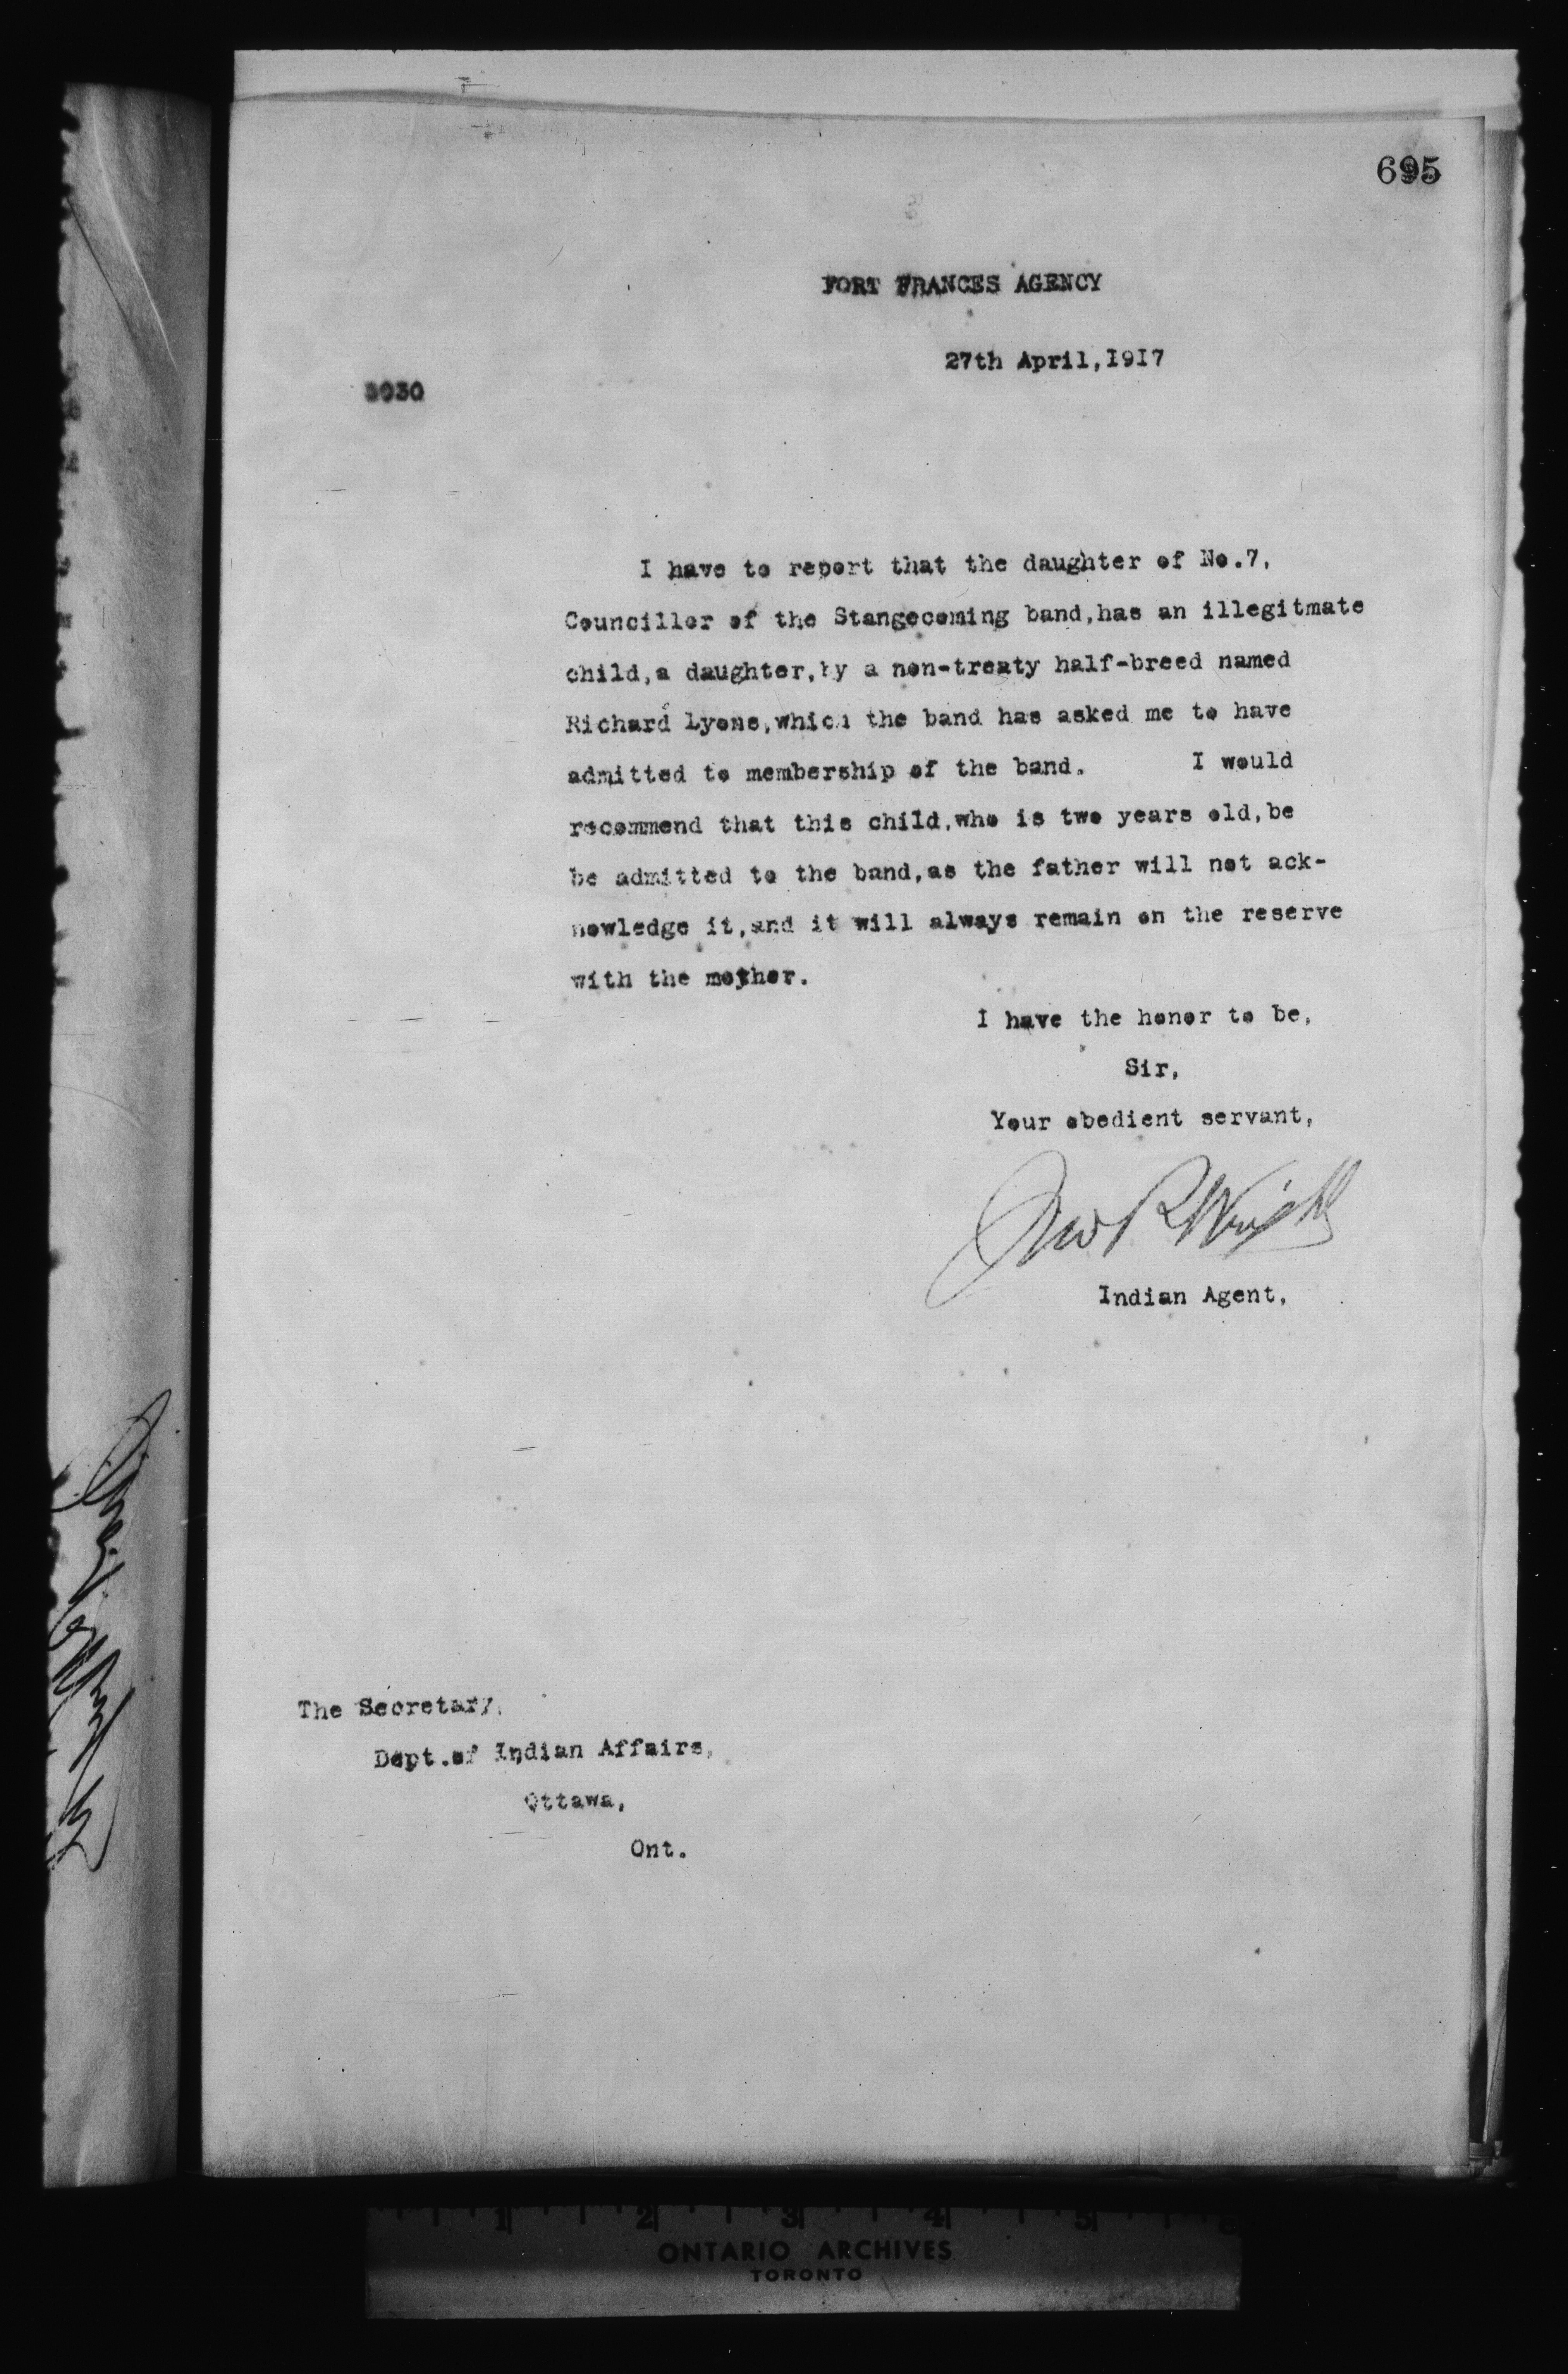 695
FORT FRANCES AGENCY
27th April,1917
3030
I have to report that the daughter of No.7,
Councillor of the Stangecoming band,has an illegitmate
child,a daughter,by a non-treaty half-breed named
Richard Lyons,which the band has asked me to have
admitted to membership of the band. I would
recommend that this child,who is two years old,be
be admitted to the band,as the father will not ack-
nowledge it,and it will always remain on the reserve
with the mother.
I have the honor to be,
Sir,
Your obedient servant,
Jno R Wright
Indian Agent.
The Secretary,
Dept.of Indian Affairs,
Ottawa,
Ont.
1 2 3 4 5
ONTARIO ARCHIVES
TORONTO